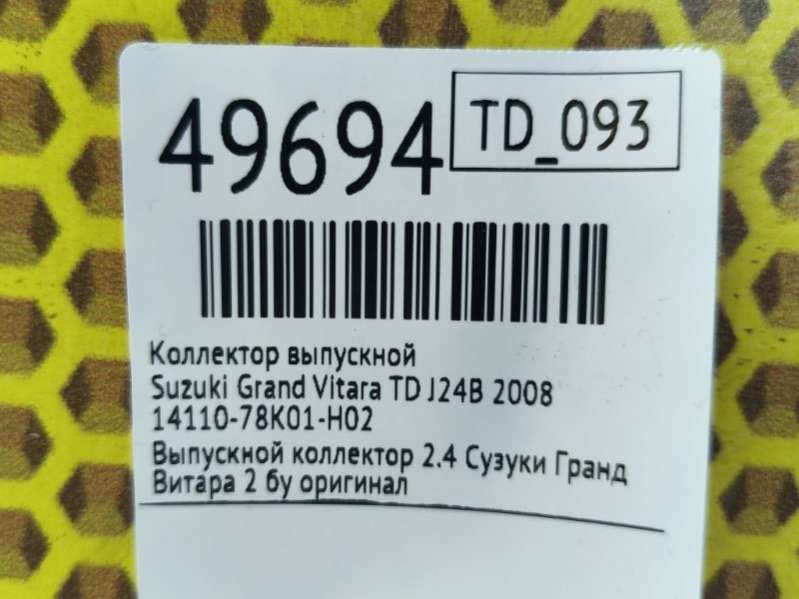 49694
TD_093
Коллектор выпускной
Suzuki Grand Vitara TD J24B 2008
14110-78K01-H02
Выпускной коллектор 2.4 Сузуки Гранд
Витара 2 бу оригинал